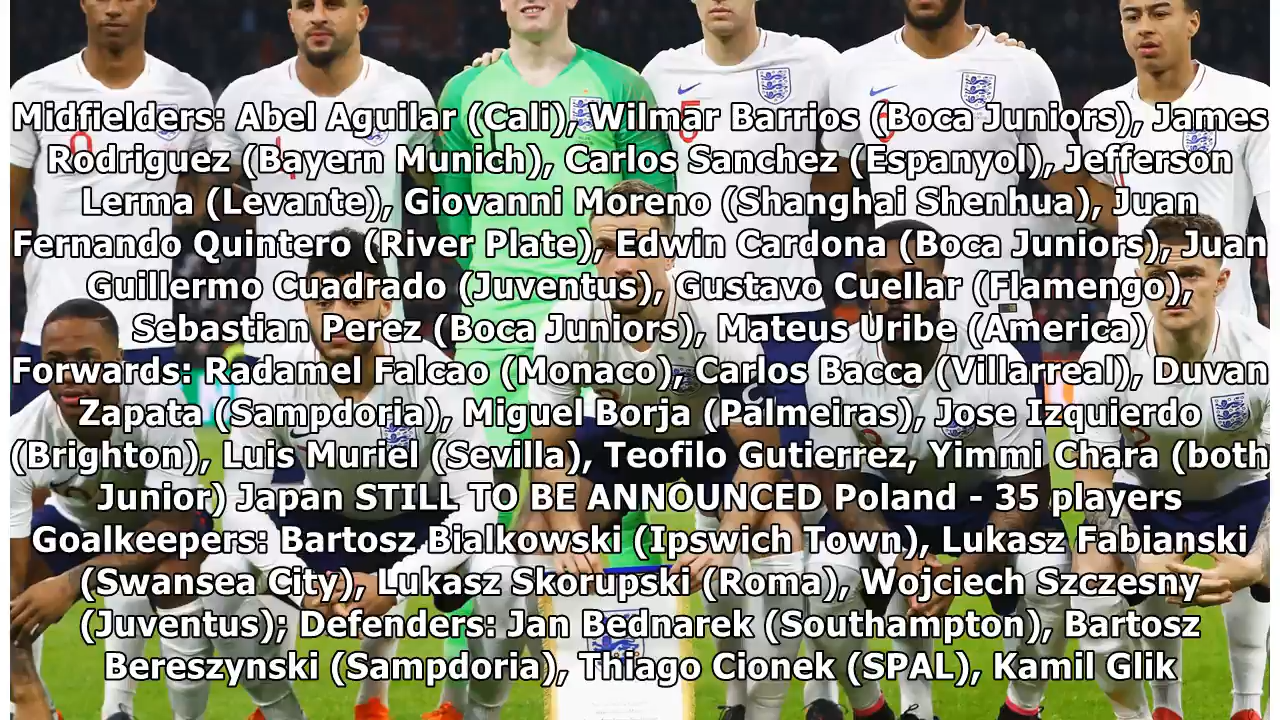 Midfielders: Abel Aguilar (Cali), Wilmar Barrios (Boca Juniors), James
Rodriguez (Bayern Munich), Carlos Sanchez (Espanyol), Jefferson
Lerma (Levante), Giovanni Moreno (Shanghai Shenhua), Juan
Fernando Quintero (River Plate), Edwin Cardona (Boca Juniors), Juan
Guillermo Cuadrado (Juventus), Gustavo Cuellar (Flamengo),
Sebastian Perez (Boca Juniors), Mateus Uribe (America)
Forwards: Radamel Falcao (Monaco), Carlos Bacca (Villarreal), Duvan
Zapata (Sampdoria), Miguel Borja (Palmeiras), Jose Izquierdo
(Brighton), Luis Muriel (Sevilla), Teofilo Gutierrez, Yimmi Chara (both
Junior) Japan STILL TO BE ANNOUNCED Poland - 35 players
Goalkeepers: Bartosz Bialkowski (Ipswich Town), Lukasz Fabianski
(Swansea City), Lukasz Skorupski (Roma), Wojciech Szczesny
(Juventus); Defenders: Jan Bednarek (Southampton), Bartosz
Bereszynski (Sampdoria), Thiago Cionek (SPAL), Kamil Glik